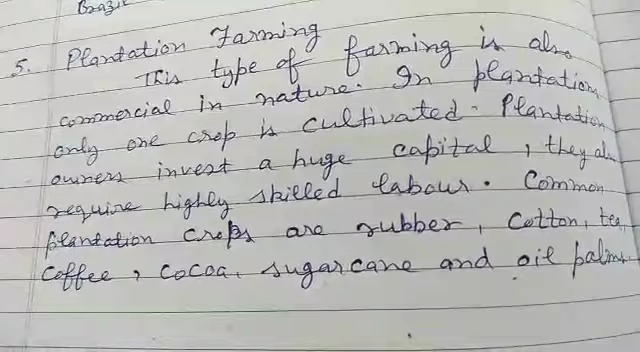 Brazil
5. Plantation Farming
This type of farming is also
commercial in nature. In plantation
only one crop is cultivated. Plantation
owners invest a huge capital, they also
require highly skilled labour. Common
plantation crops are rubber, Cotton, tea,
coffee, cocoa, sugarcane and oil palms.